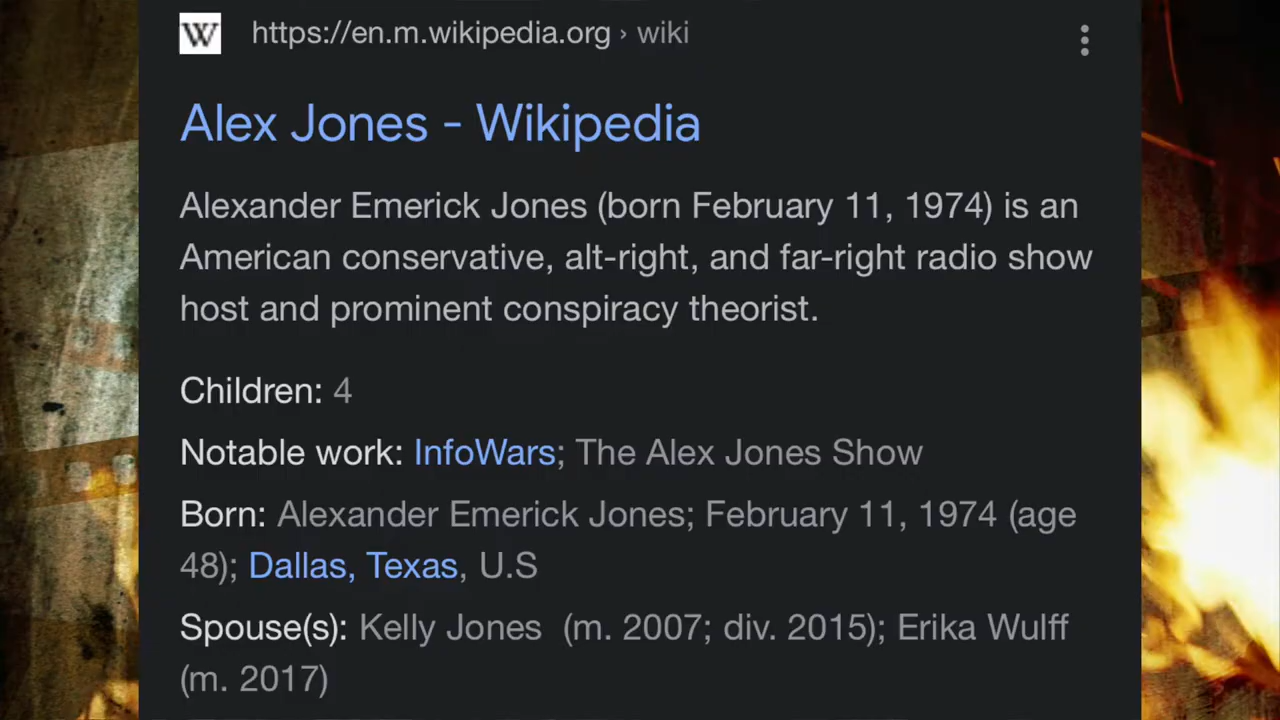 W https://en.m.wikipedia.org › wiki
Alex Jones - Wikipedia
Alexander Emerick Jones (born February 11, 1974) is an
American conservative, alt-right, and far-right radio show
host and prominent conspiracy theorist.
Children: 4
Notable work: InfoWars; The Alex Jones Show
Born: Alexander Emerick Jones; February 11, 1974 (age
48); Dallas, Texas, U.S
Spouse(s): Kelly Jones (m. 2007; div. 2015); Erika Wulff
(m. 2017)